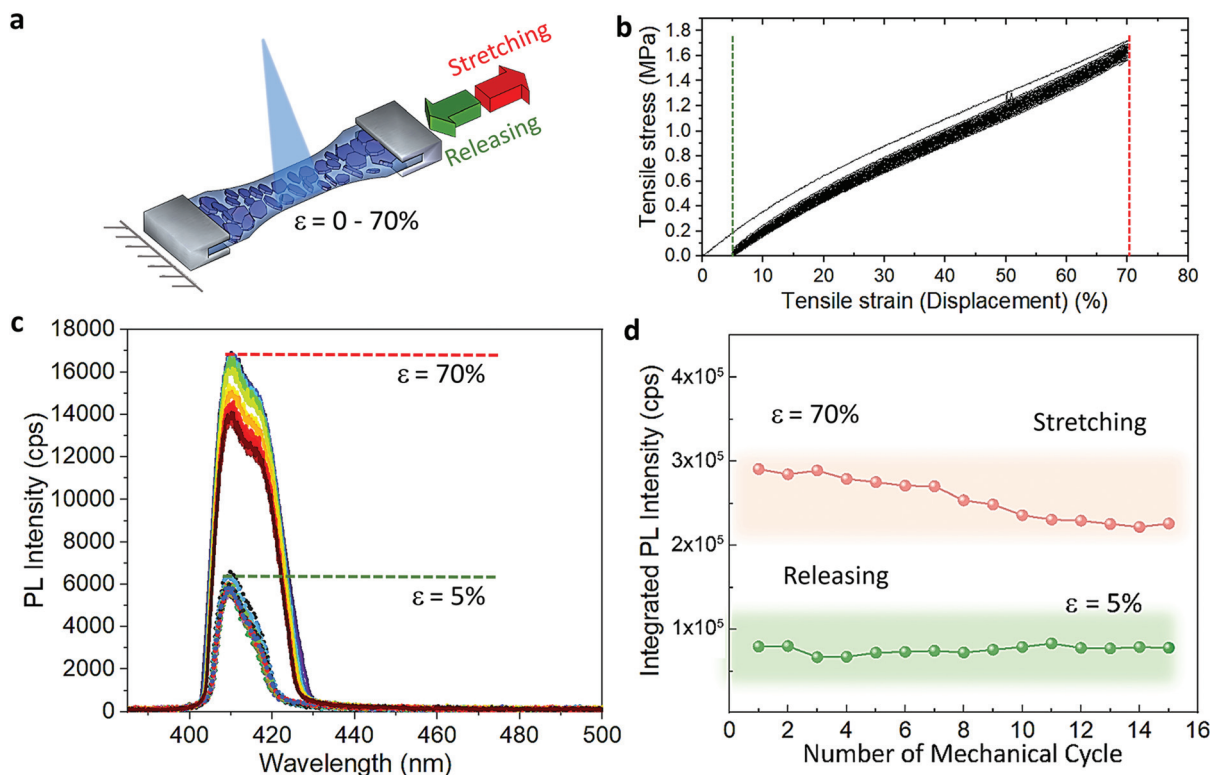 a
Stretching
Releasing
ε = 0 - 70%
b
Tensile stress (MPa)
1.8
1.6
1.4
1.2
1.0
0.8
0.6
0.4
0.2
0.0
0 10 20 30 40 50 60 70 80
Tensile strain (Displacement) (%)
c
PL Intensity (cps)
18000
16000
14000
12000
10000
8000
6000
4000
2000
0
ε = 70%
ε = 5%
400 420 440 460 480 500
Wavelength (nm)
d
Integrated PL Intensity (cps)
4x10⁵
3x10⁵
2x10⁵
1x10⁵
ε = 70%
Stretching
Releasing
ε = 5%
0 2 4 6 8 10 12 14 16
Number of Mechanical Cycle